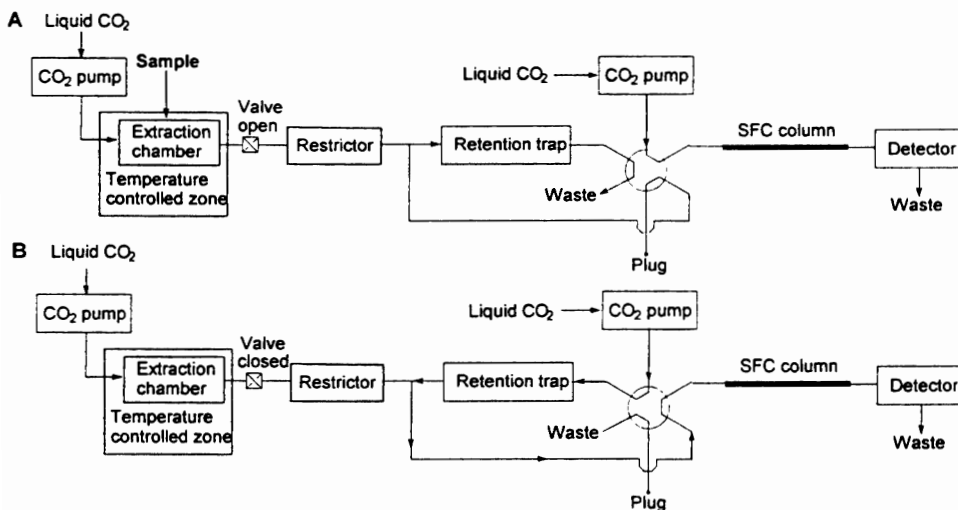 A
Liquid CO₂
CO₂ pump
Sample
Extraction
chamber
Temperature
controlled zone
Valve
open
Restrictor
Retention trap
Liquid CO₂
CO₂ pump
Waste
Plug
SFC column
Detector
Waste
B
Liquid CO₂
CO₂ pump
Extraction
chamber
Temperature
controlled zone
Valve
closed
Restrictor
Retention trap
Liquid CO₂
CO₂ pump
Waste
Plug
SFC column
Detector
Waste